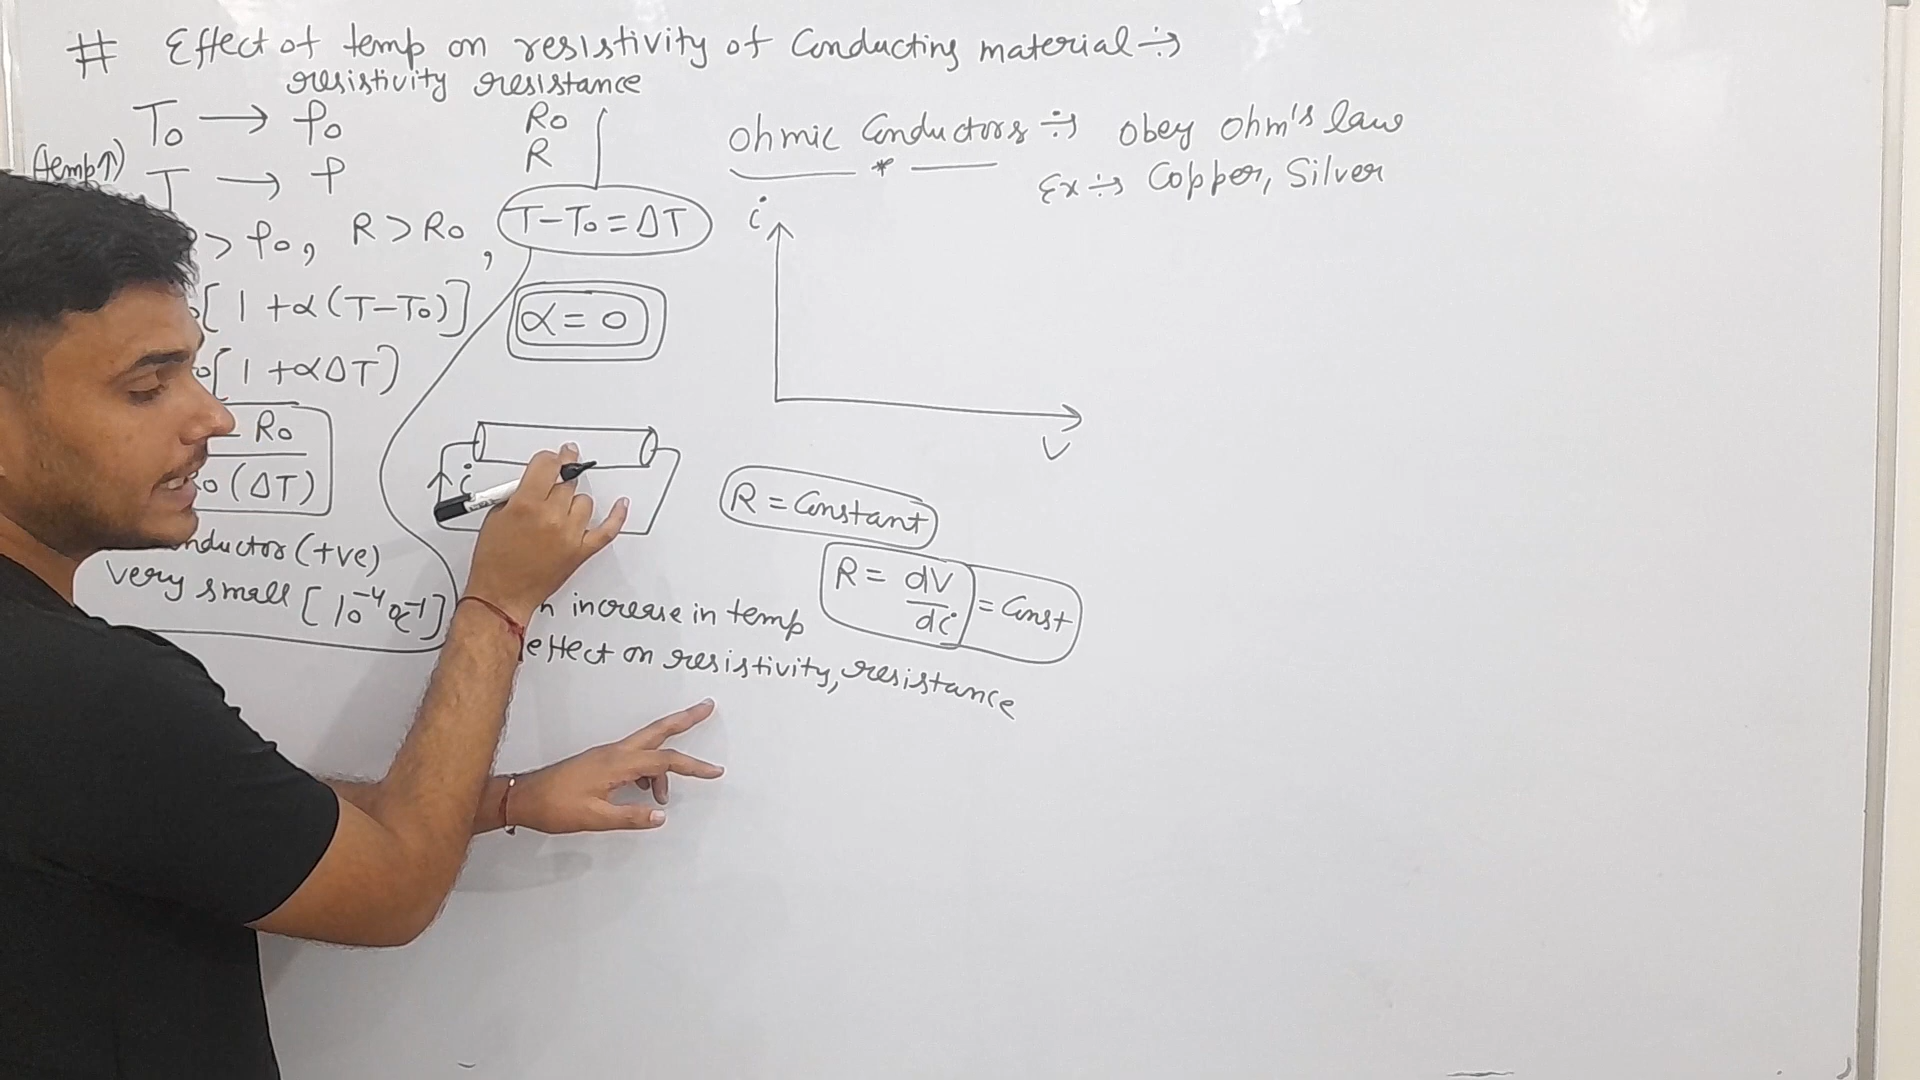 # Effect of temp on resistivity of Conducting material :→
resistivity resistance
T₀ → ρ₀
(temp↑)
T → ρ
> ρ₀, R > R₀,
[1 + α(T-T₀)]
[1 + αΔT)
- R₀
R₀(ΔT)
(+ve)
very small [10⁻⁴ °C⁻¹]
R₀
R
T-T₀ = ΔT
α = 0
i
increase in temp
effect on resistivity, resistance
Ohmic Conductors :→ obey Ohm's law
*
Ex :→ Copper, Silver
i
V
R = Constant
R = dV/di = Const